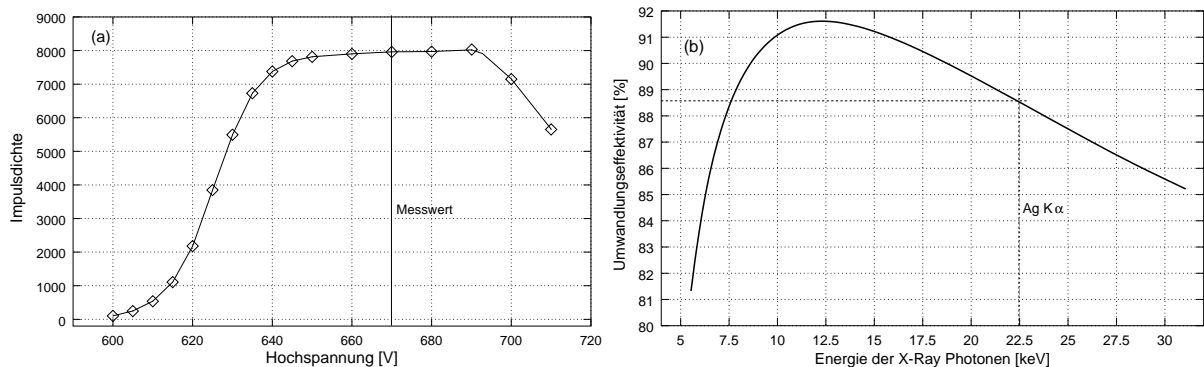 (a)
Impulsdichte
9000
8000
7000
6000
5000
4000
3000
2000
1000
0
Messwert
600 620 640 660 680 700 720
Hochspannung [V]
(b)
Umwandlungseffektivität [%]
92
91
90
89
88
87
86
85
84
83
82
81
80
Ag K α
5 7.5 10 12.5 15 17.5 20 22.5 25 27.5 30
Energie der X-Ray Photonen [keV]